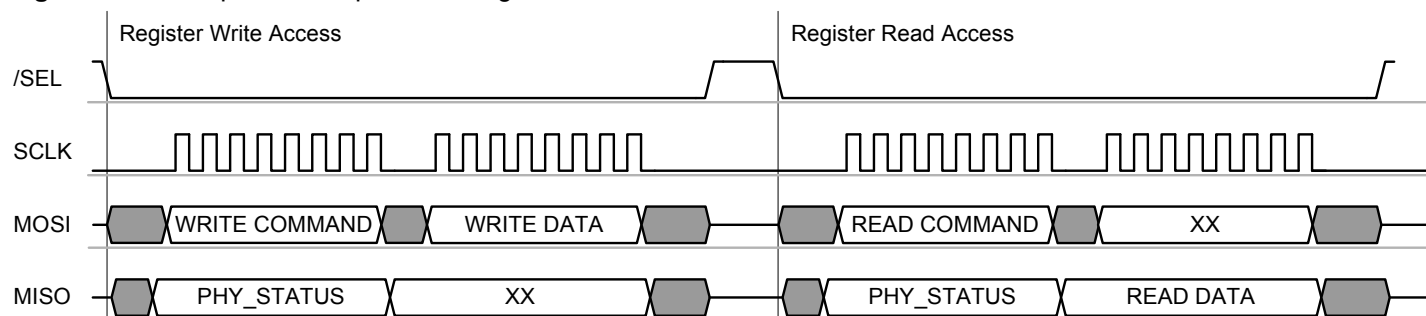 Register Write Access Register Read Access
/SEL
SCLK
MOSI WRITE COMMAND WRITE DATA READ COMMAND XX
MISO PHY_STATUS XX PHY_STATUS READ DATA